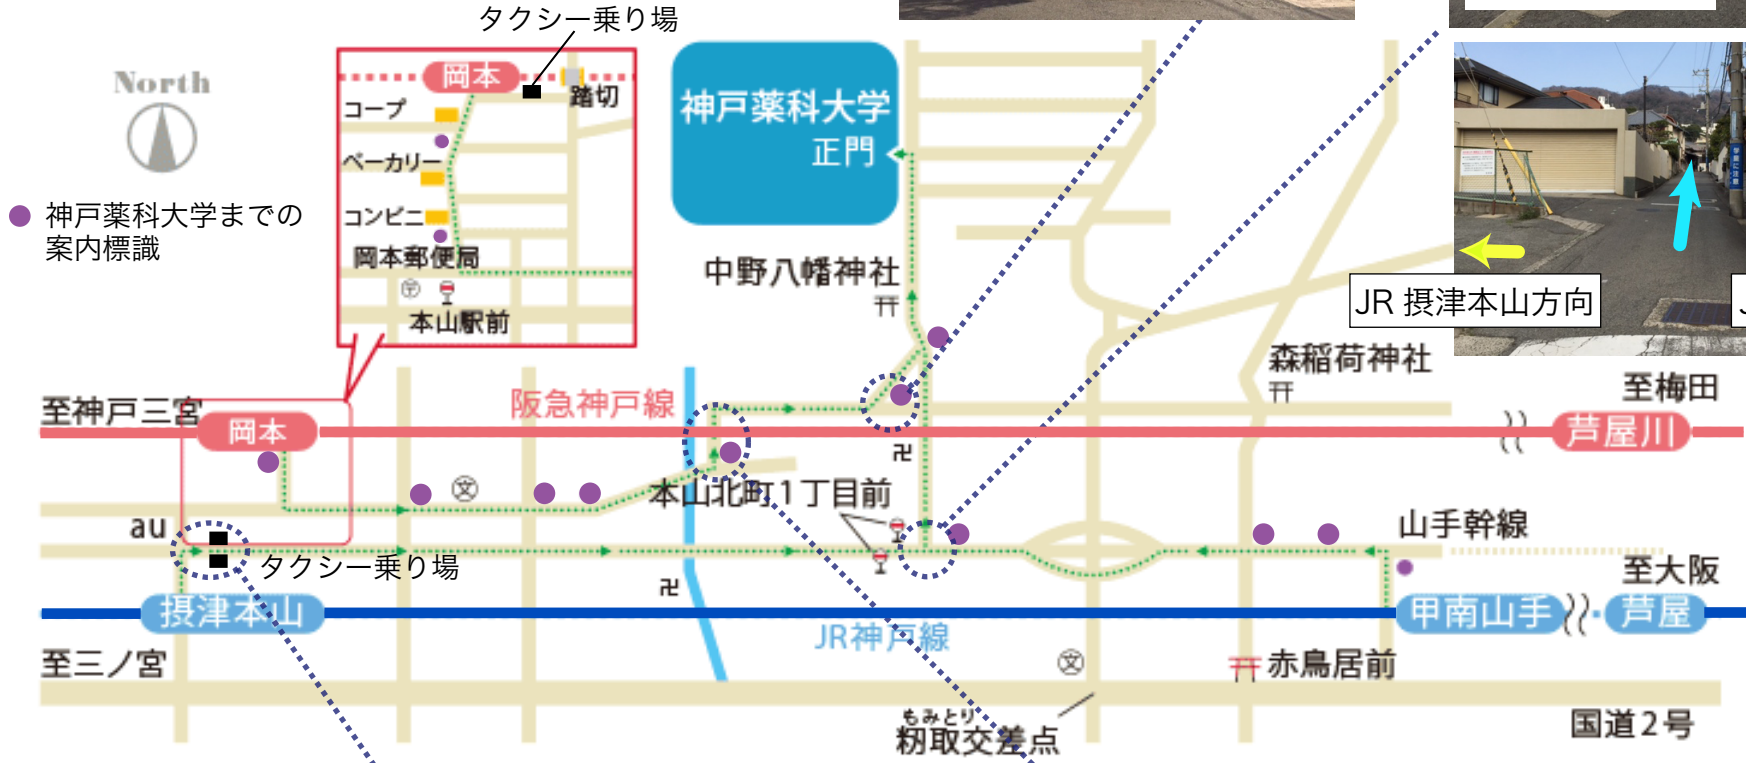 タクシー乗り場
North
岡本
踏切
コープ
ベーカリー
コンビニ
岡本郵便局
本山駅前
神戸薬科大学までの
案内標識
神戸薬科大学
正門
中野八幡神社
JR 摂津本山方向
森稲荷神社
至梅田
至神戸三宮
岡本
阪急神戸線
芦屋川
文
本山北町1丁目前
au
山手幹線
タクシー乗り場
至大阪
摂津本山
JR神戸線
甲南山手
芦屋
至三ノ宮
文
赤鳥居前
もみとり
籾取交差点
国道2号